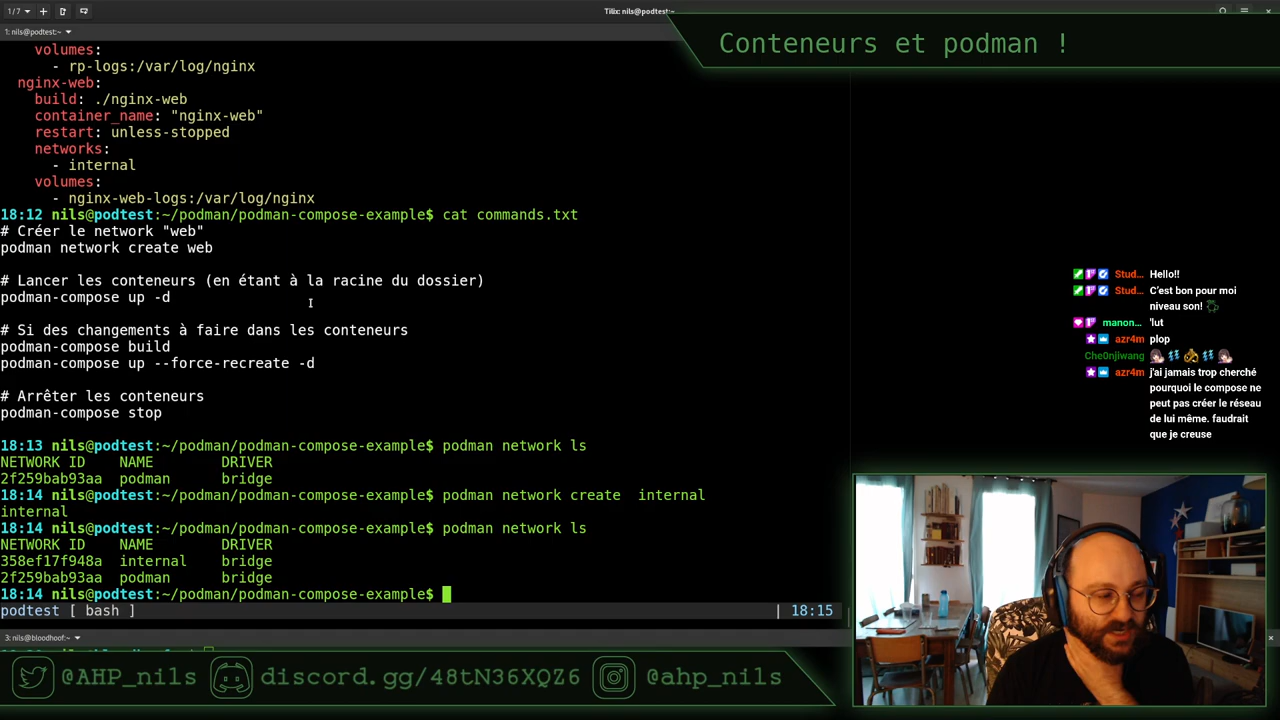 1/7
Tilix: nils@podtest:~
1: nils@podtest:~
Conteneurs et podman !
volumes:
- rp-logs:/var/log/nginx
nginx-web:
build: ./nginx-web
container_name: "nginx-web"
restart: unless-stopped
networks:
- internal
volumes:
- nginx-web-logs:/var/log/nginx
18:12 nils@podtest:~/podman/podman-compose-example$ cat commands.txt
# Créer le network "web"
podman network create web
# Lancer les conteneurs (en étant à la racine du dossier)
podman-compose up -d
# Si des changements à faire dans les conteneurs
podman-compose build
podman-compose up --force-recreate -d
# Arrêter les conteneurs
podman-compose stop
18:13 nils@podtest:~/podman/podman-compose-example$ podman network ls
NETWORK ID NAME DRIVER
2f259bab93aa podman bridge
18:14 nils@podtest:~/podman/podman-compose-example$ podman network create  internal
internal
18:14 nils@podtest:~/podman/podman-compose-example$ podman network ls
NETWORK ID NAME DRIVER
358ef17f948a internal bridge
2f259bab93aa podman bridge
18:14 nils@podtest:~/podman/podman-compose-example$
podtest [ bash ] | 18:15
3: nils@bloodhoof:~
Stud... Hello!!
Stud... C'est bon pour moi
niveau son!
manon... 'lut
azr4m plop
Che0njiwang
azr4m j'ai jamais trop cherché
pourquoi le compose ne
peut pas créer le réseau
de lui même. faudrait
que je creuse
@AHP_nils discord.gg/48tN36XQZ6 @ahp_nils